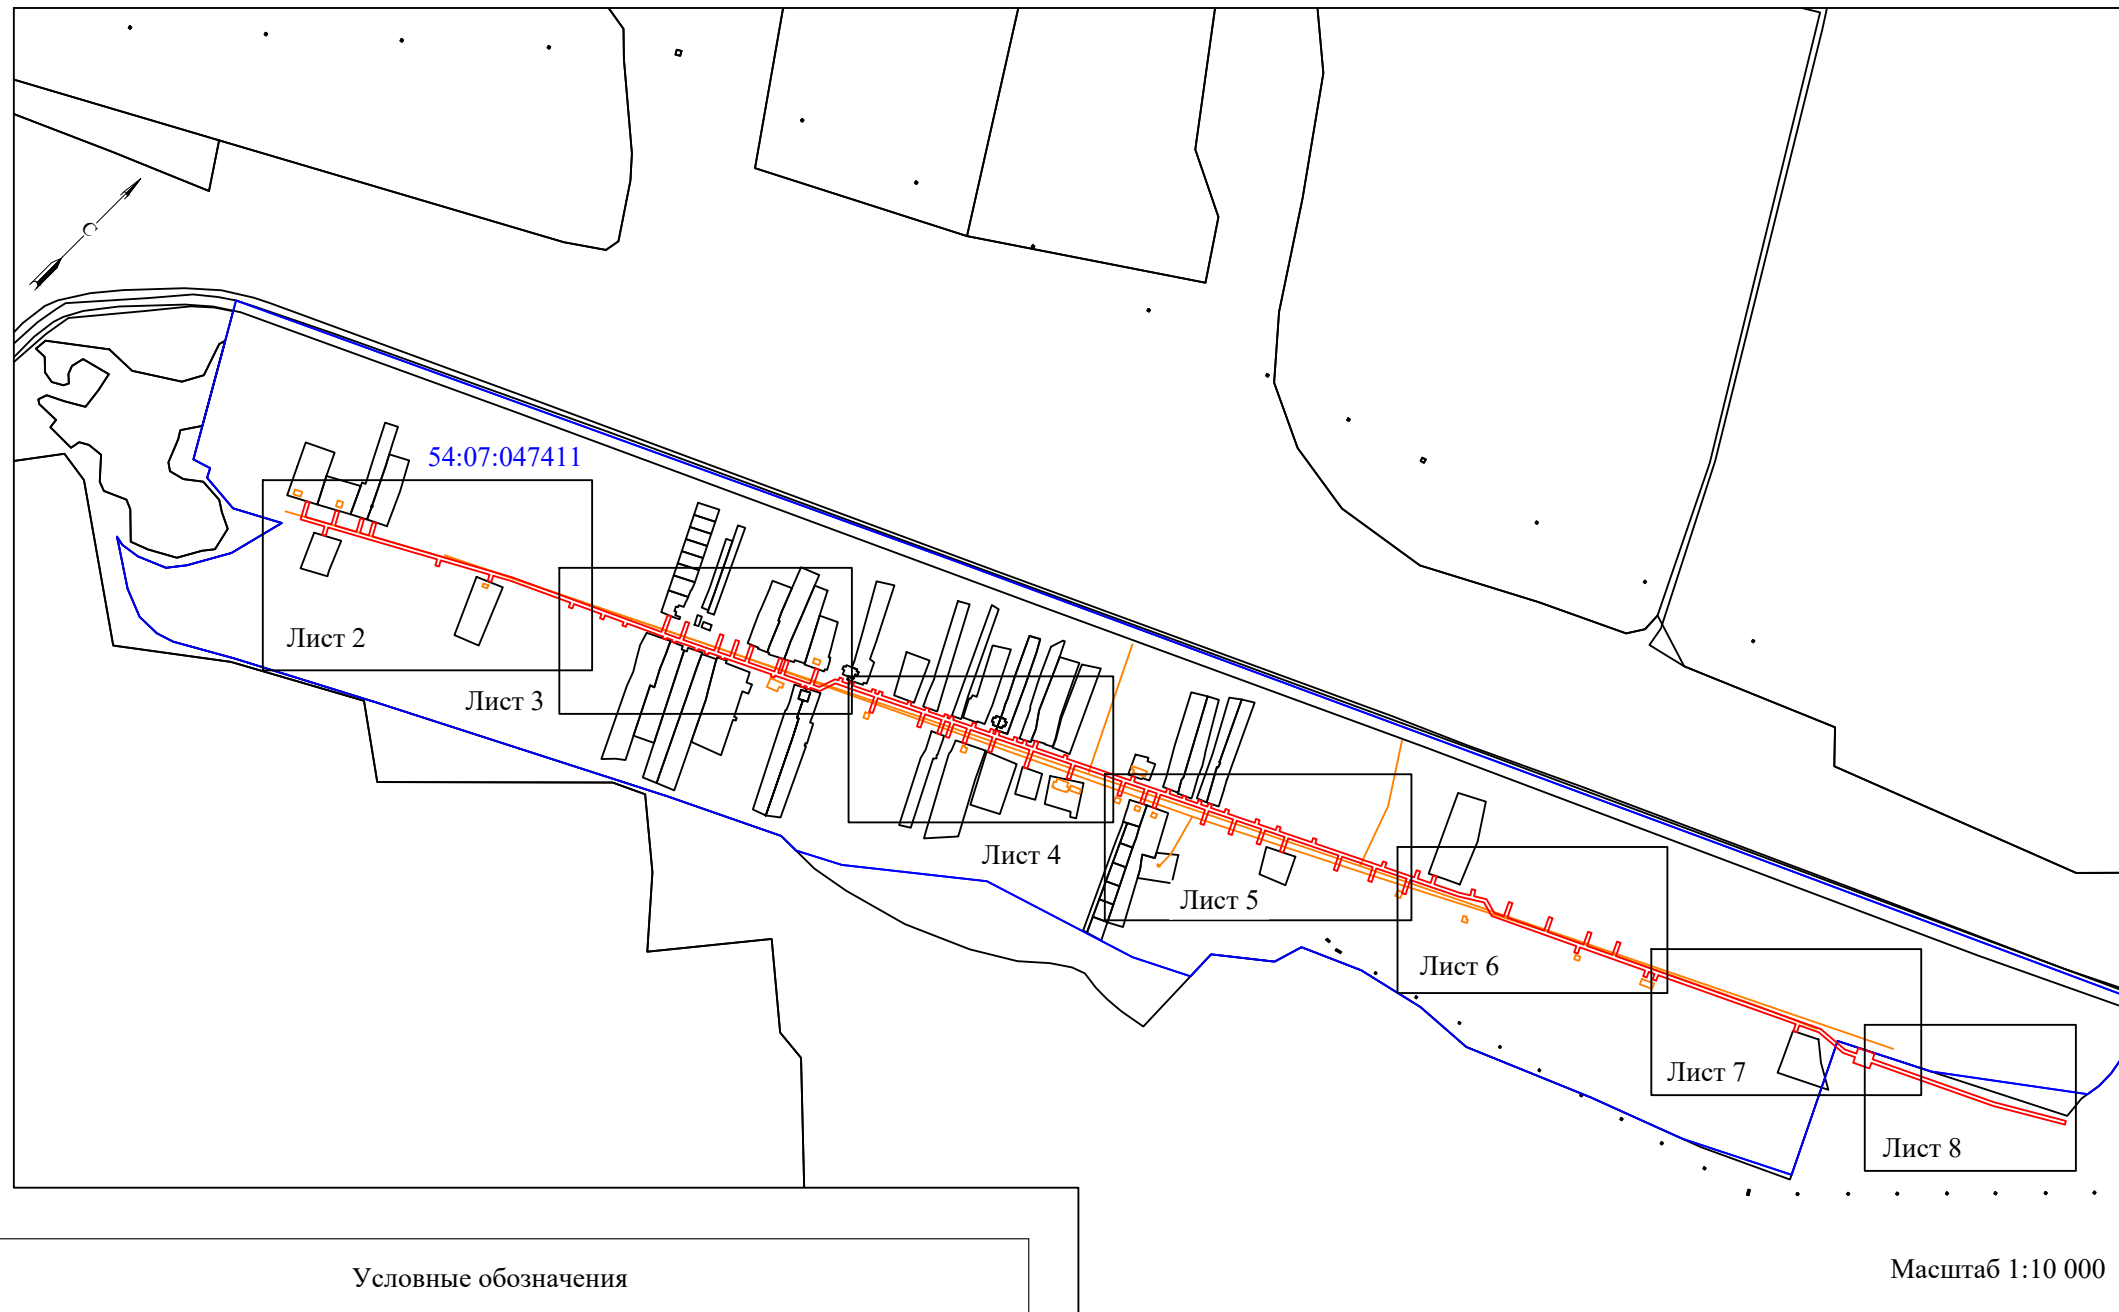 С
54:07:047411
Лист 2
Лист 3
Лист 4
Лист 5
Лист 6
Лист 7
Лист 8
Условные обозначения
Масштаб 1:10 000